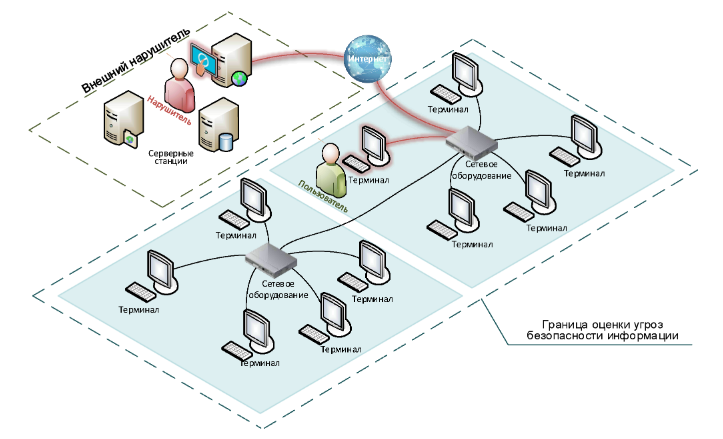 Внешний нарушитель
Нарушитель
Интернет
Серверные
станции
Терминал
Терминал
Пользователь
Сетевое
оборудование
Терминал
Терминал
Терминал
Терминал
Терминал
Терминал
Сетевое
оборудование
Терминал
Терминал
Терминал
Граница оценки угроз
безопасности информации